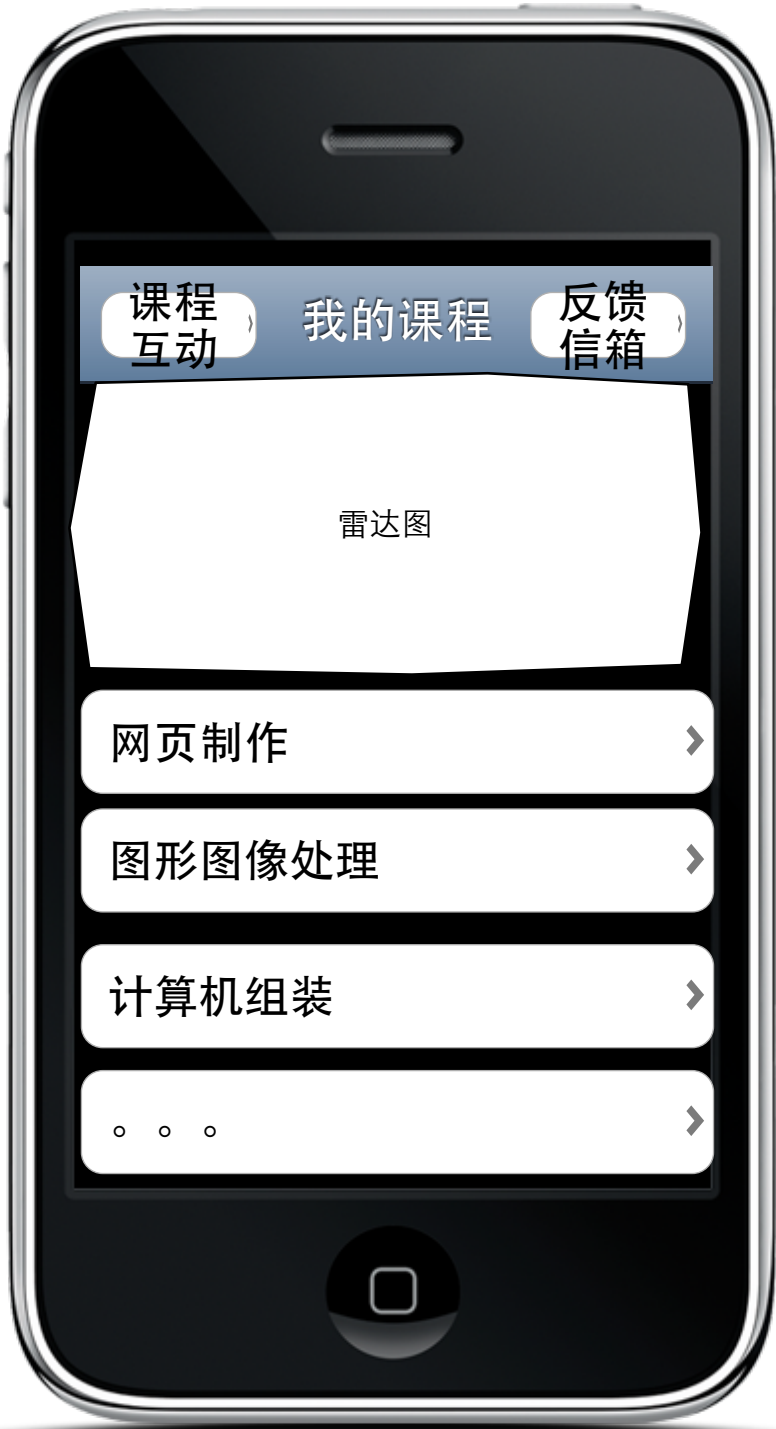 课程
互动
我的课程
反馈
信箱
雷达图
网页制作
图形图像处理
计算机组装
。。。